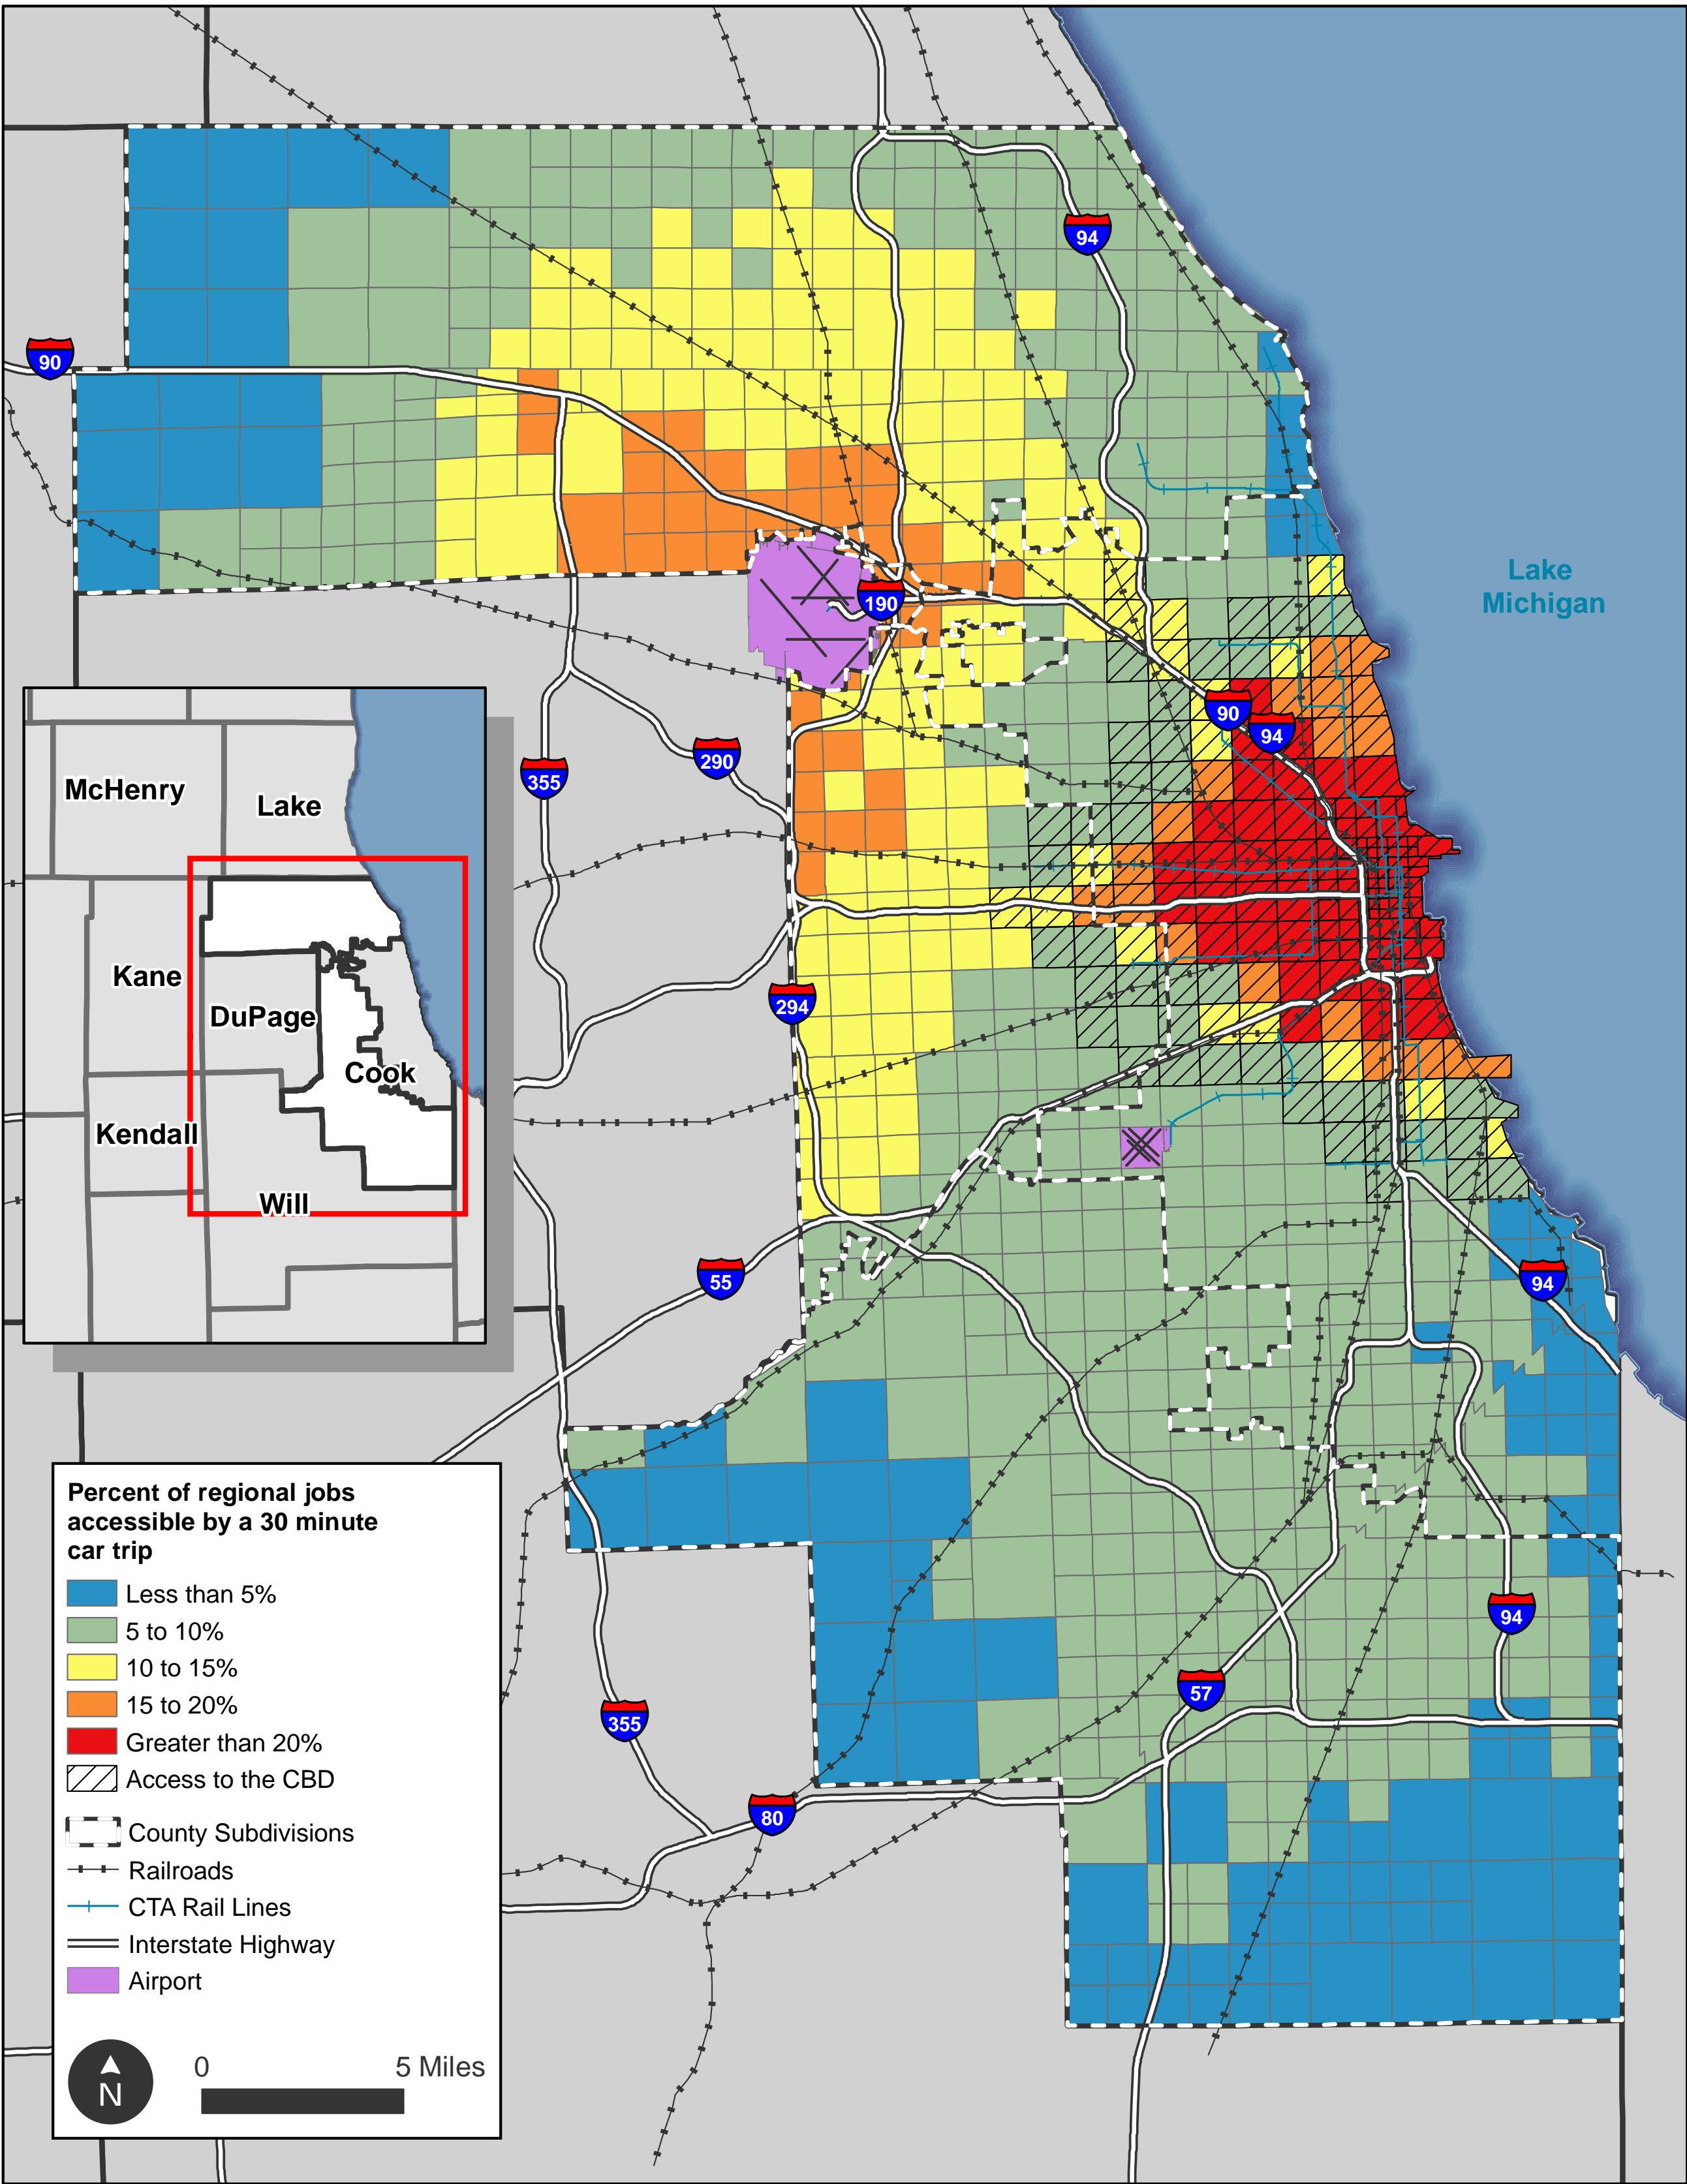 94
90
190
Lake
Michigan
90
94
355
290
McHenry
Lake
Kane
DuPage
Cook
Kendall
Will
294
55
94
Percent of regional jobs
accessible by a 30 minute
car trip
Less than 5%
5 to 10%
10 to 15%
15 to 20%
Greater than 20%
Access to the CBD
County Subdivisions
Railroads
CTA Rail Lines
Interstate Highway
Airport
N
0 5 Miles
94
57
355
80